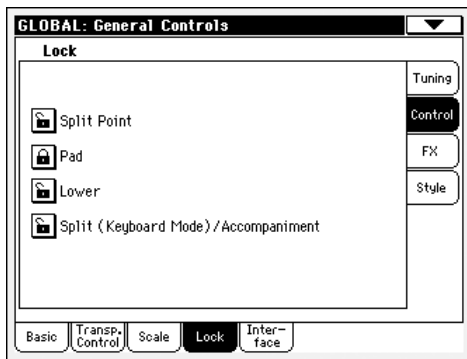 GLOBAL: General Controls
Lock
Tuning
Control
FX
Style
Split Point
Pad
Lower
Split (Keyboard Mode)/Accompaniment
Basic
Transp.
Control
Scale
Lock
Inter-
face